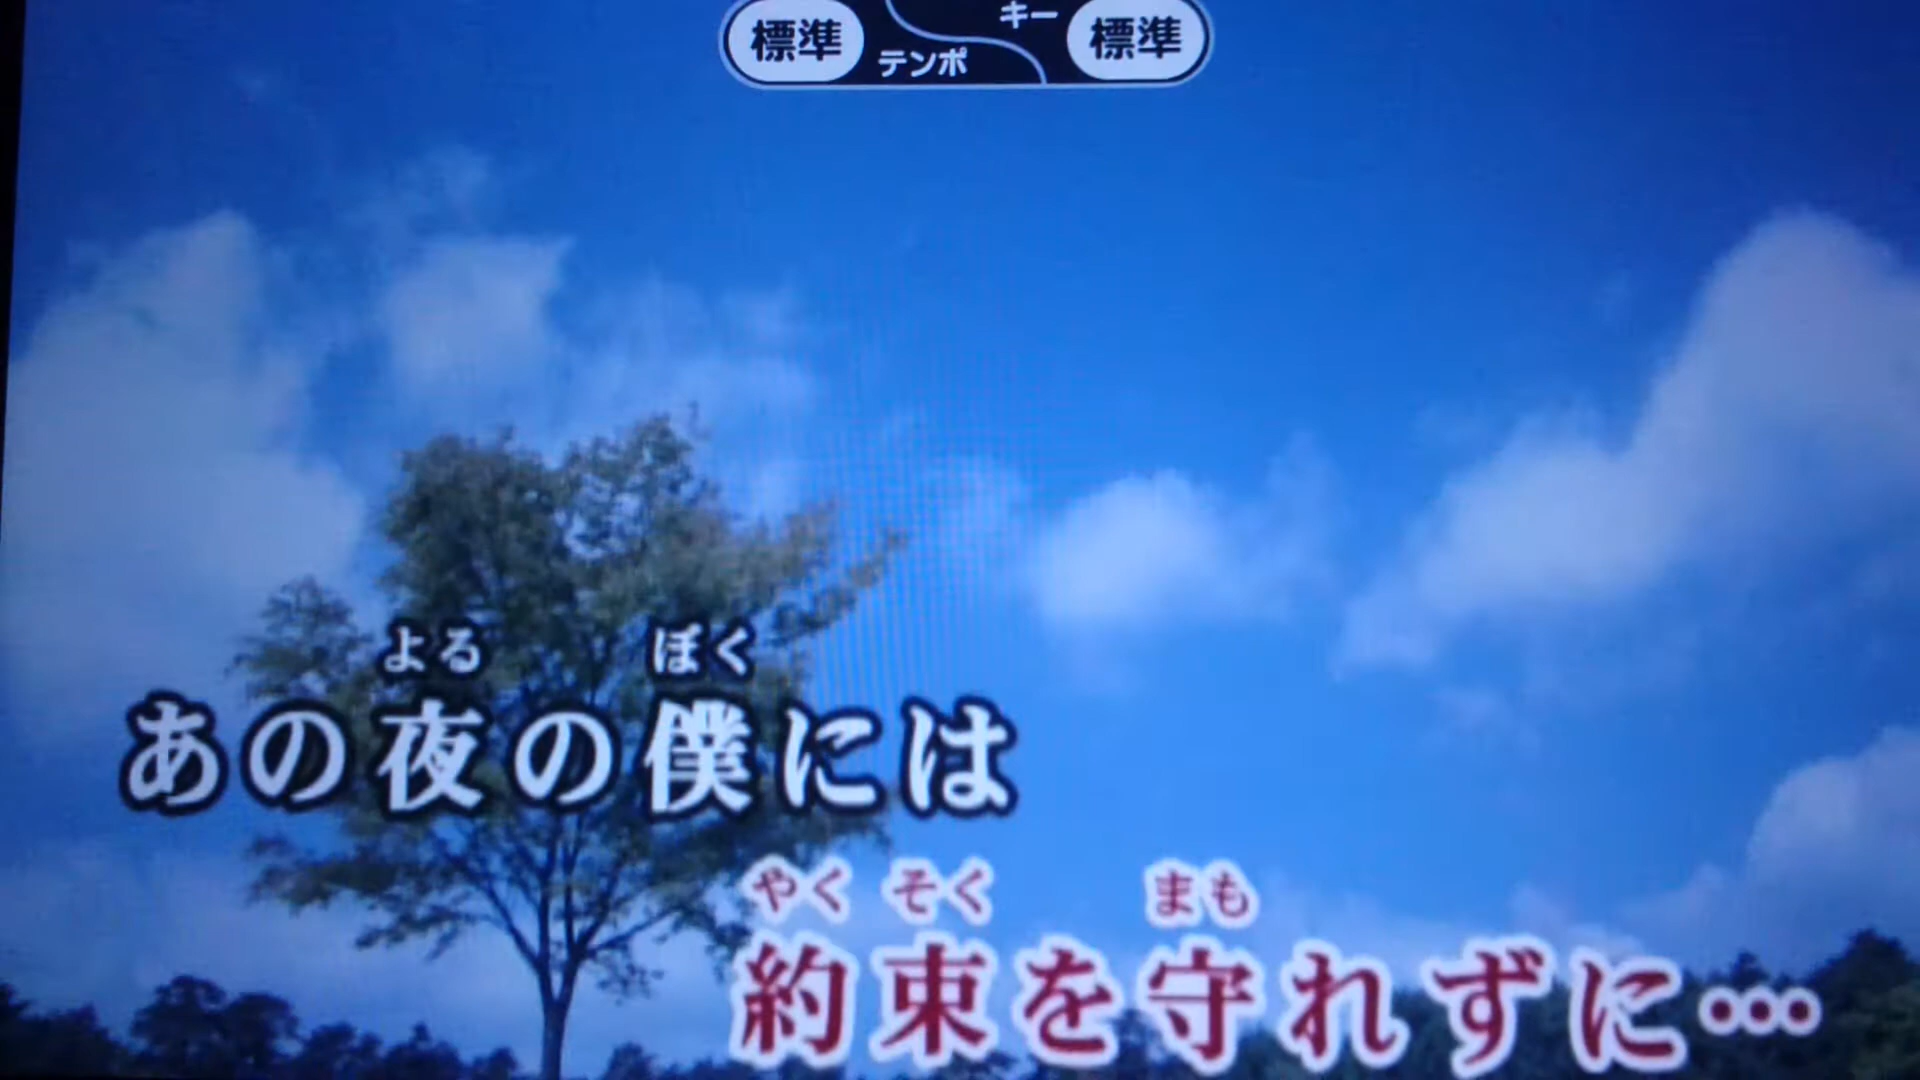 標準 テンポ キー 標準
よる ぼく
あの夜の僕には
やく そく まも
約束を守れずに…